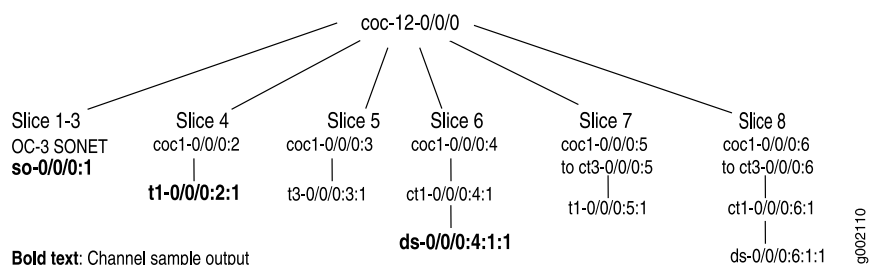 coc-12-0/0/0
Slice 1-3
OC-3 SONET
so-0/0/0:1
Slice 4
coc1-0/0/0:2
t1-0/0/0:2:1
Slice 5
coc1-0/0/0:3
t3-0/0/0:3:1
Slice 6
coc1-0/0/0:4
ct1-0/0/0:4:1
ds-0/0/0:4:1:1
Slice 7
coc1-0/0/0:5
to ct3-0/0/0:5
t1-0/0/0:5:1
Slice 8
coc1-0/0/0:6
to ct3-0/0/0:6
ct1-0/0/0:6:1
ds-0/0/0:6:1:1
Bold text: Channel sample output
g002110